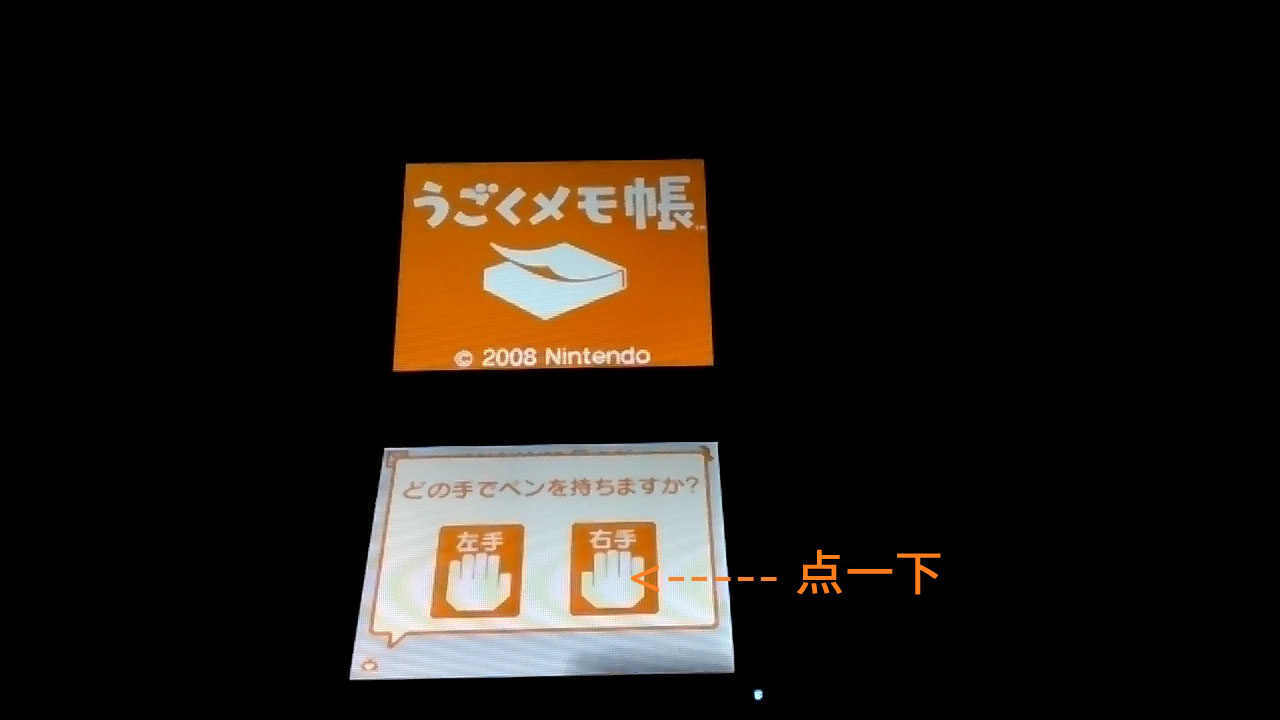 うごくメモ帳
© 2008 Nintendo
どの手でペンを持ちますか?
左手
右手
<----- 点一下